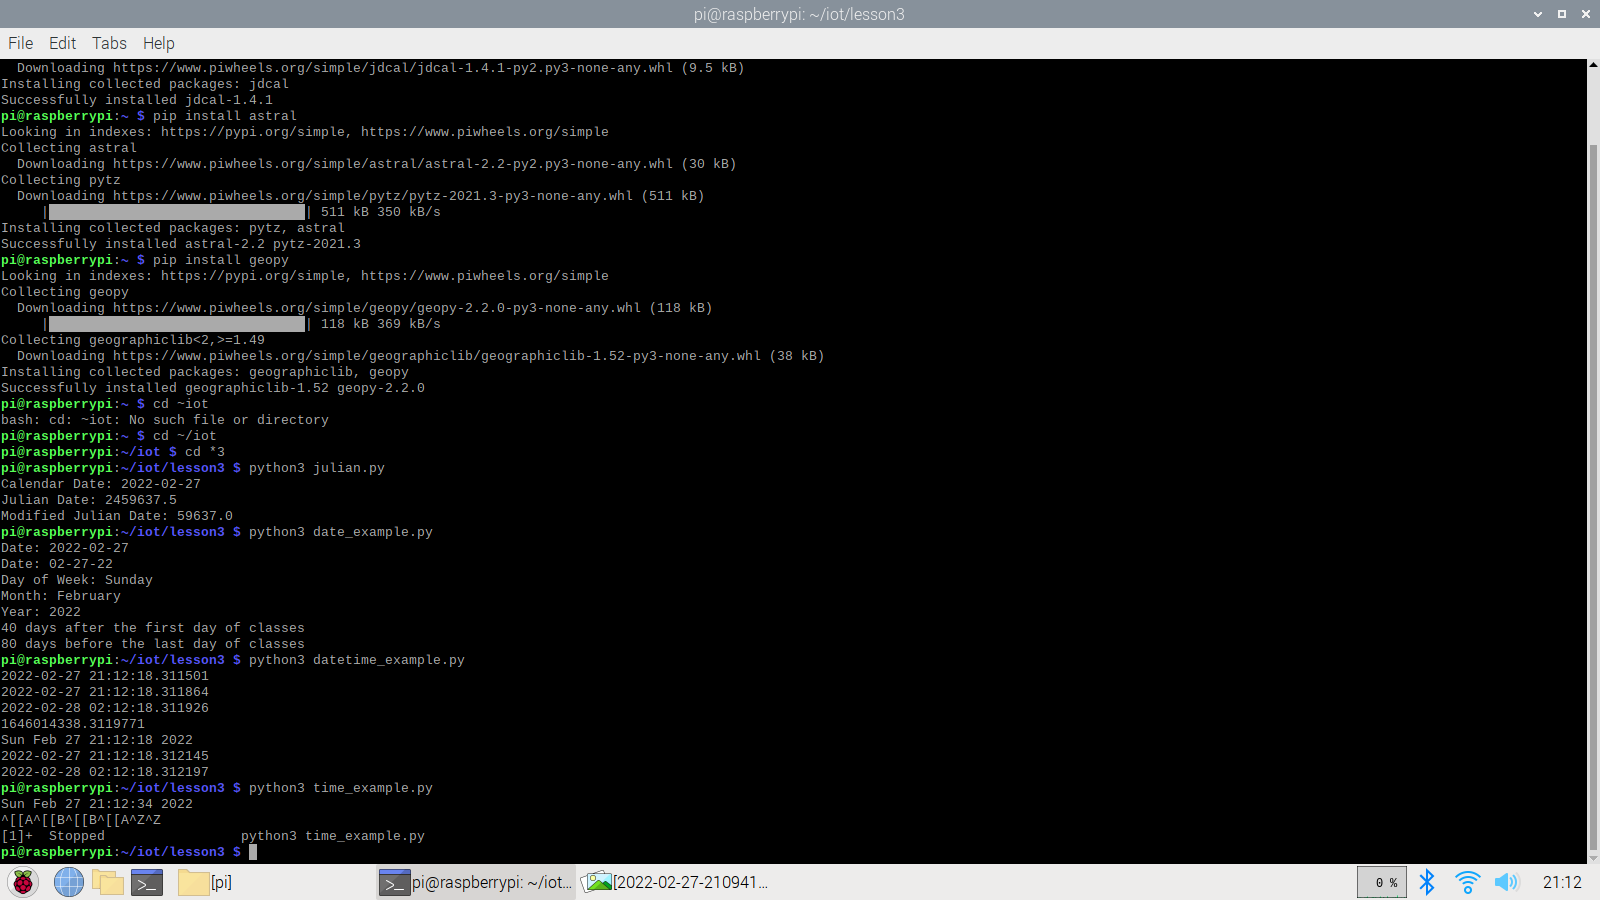 pi@raspberrypi: ~/iot/lesson3
File Edit Tabs Help
  Downloading https://www.piwheels.org/simple/jdcal/jdcal-1.4.1-py2.py3-none-any.whl (9.5 kB)
Installing collected packages: jdcal
Successfully installed jdcal-1.4.1
pi@raspberrypi:~ $ pip install astral
Looking in indexes: https://pypi.org/simple, https://www.piwheels.org/simple
Collecting astral
  Downloading https://www.piwheels.org/simple/astral/astral-2.2-py2.py3-none-any.whl (30 kB)
Collecting pytz
  Downloading https://www.piwheels.org/simple/pytz/pytz-2021.3-py3-none-any.whl (511 kB)
     |████████████████████████████████| 511 kB 350 kB/s
Installing collected packages: pytz, astral
Successfully installed astral-2.2 pytz-2021.3
pi@raspberrypi:~ $ pip install geopy
Looking in indexes: https://pypi.org/simple, https://www.piwheels.org/simple
Collecting geopy
  Downloading https://www.piwheels.org/simple/geopy/geopy-2.2.0-py3-none-any.whl (118 kB)
     |████████████████████████████████| 118 kB 369 kB/s
Collecting geographiclib<2,>=1.49
  Downloading https://www.piwheels.org/simple/geographiclib/geographiclib-1.52-py3-none-any.whl (38 kB)
Installing collected packages: geographiclib, geopy
Successfully installed geographiclib-1.52 geopy-2.2.0
pi@raspberrypi:~ $ cd ~iot
bash: cd: ~iot: No such file or directory
pi@raspberrypi:~ $ cd ~/iot
pi@raspberrypi:~/iot $ cd *3
pi@raspberrypi:~/iot/lesson3 $ python3 julian.py
Calendar Date: 2022-02-27
Julian Date: 2459637.5
Modified Julian Date: 59637.0
pi@raspberrypi:~/iot/lesson3 $ python3 date_example.py
Date: 2022-02-27
Date: 02-27-22
Day of Week: Sunday
Month: February
Year: 2022
40 days after the first day of classes
80 days before the last day of classes
pi@raspberrypi:~/iot/lesson3 $ python3 datetime_example.py
2022-02-27 21:12:18.311501
2022-02-27 21:12:18.311864
2022-02-28 02:12:18.311926
1646014338.3119771
Sun Feb 27 21:12:18 2022
2022-02-27 21:12:18.312145
2022-02-28 02:12:18.312197
pi@raspberrypi:~/iot/lesson3 $ python3 time_example.py
Sun Feb 27 21:12:34 2022
^[[A^[[B^[[B^[[A^Z^Z
[1]+  Stopped                 python3 time_example.py
pi@raspberrypi:~/iot/lesson3 $
[pi] pi@raspberrypi: ~/iot... [2022-02-27-210941... 0 % 21:12